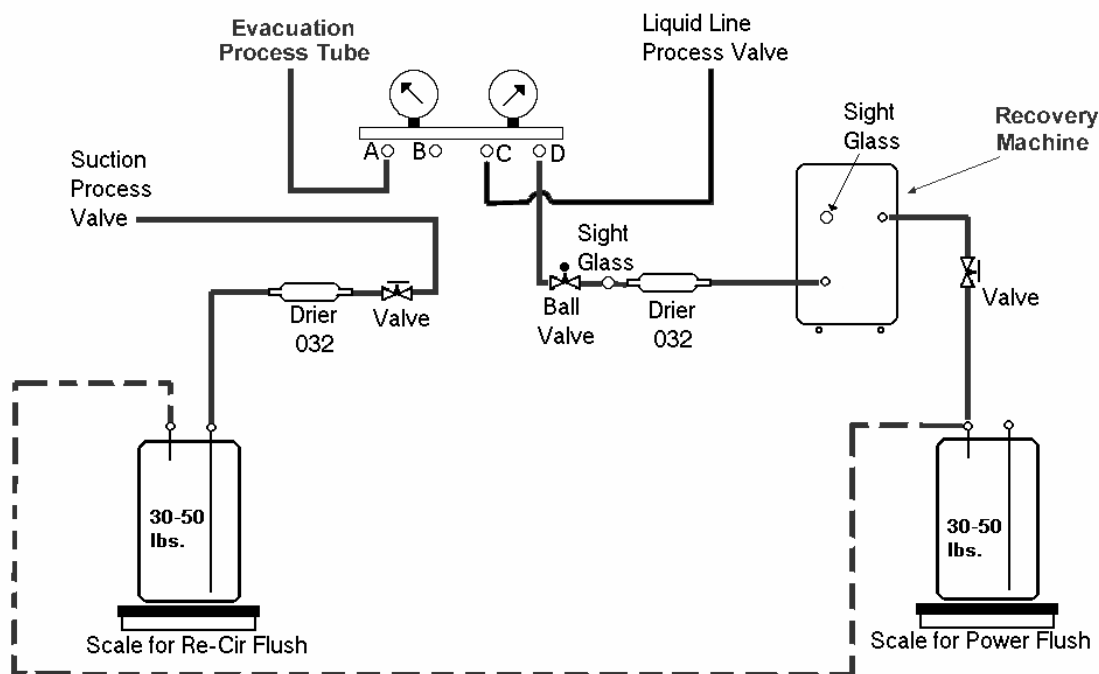 Evacuation
Process Tube
Liquid Line
Process Valve
Sight
Glass
Recovery
Machine
A
B
C
D
Suction
Process
Valve
Sight
Glass
Drier
032
Valve
Ball
Valve
Drier
032
Valve
30-50
lbs.
30-50
lbs.
Scale for Re-Cir Flush
Scale for Power Flush